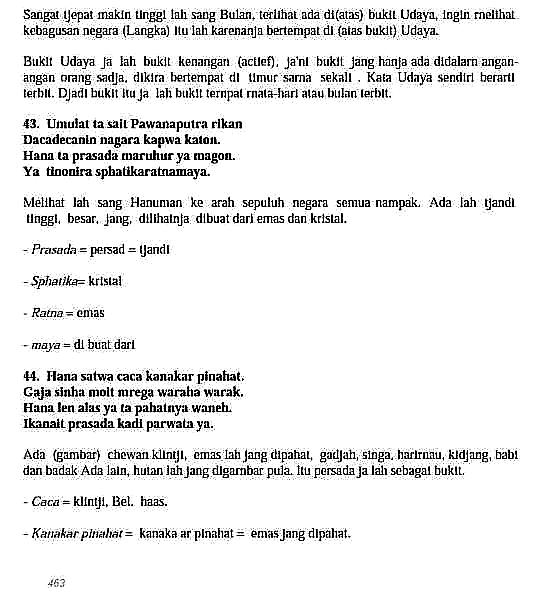 Sangat tjepat makin tinggi lah sang Bulan, terlihat ada di(atas) bukit Udaya, ingin melihat
kebagusan negara (Langka) itu lah karenanja bertempat di (atas bukit) Udaya.
Bukit Udaya ja lah bukit kenangan (actief), ja'ni bukit jang hanja ada didalam angan-
angan orang sadja, dikira bertempat di timur sama sekali . Kata Udaya sendiri berarti
terbit. Djadi bukit itu ja lah bukit tempat mata-hari atau bulan terbit.
43. Umulat ta sait Pawanaputra rikan
Dacadecanin nagara kapwa katon.
Hana ta prasada maruhur ya magon.
Ya tinonira sphatikaratnamaya.
Melihat lah sang Hanuman ke arah sepuluh negara semua nampak. Ada lah tjandi
tinggi, besar, jang, dilihatnja dibuat dari emas dan kristal.
- Prasada = persad = tjandi
- Sphatika= kristal
- Ratna = emas
- maya = di buat dari
44. Hana satwa caca kanakar pinahat.
Gaja sinha moit mrega waraha warak.
Hana len alas ya ta pahatnya waneh.
Ikanait prasada kadi parwata ya.
Ada (gambar) chewan klintji, emas lah jang dipahat, gadjah, singa, harimau, kidjang, babi
dan badak Ada lain, hutan lah jang digambar pula. Itu persada ja lah sebagai bukit.
- Caca = klintji, Bel. haas.
- Kanakar pinahat = kanaka ar pinahat = emas jang dipahat.
463